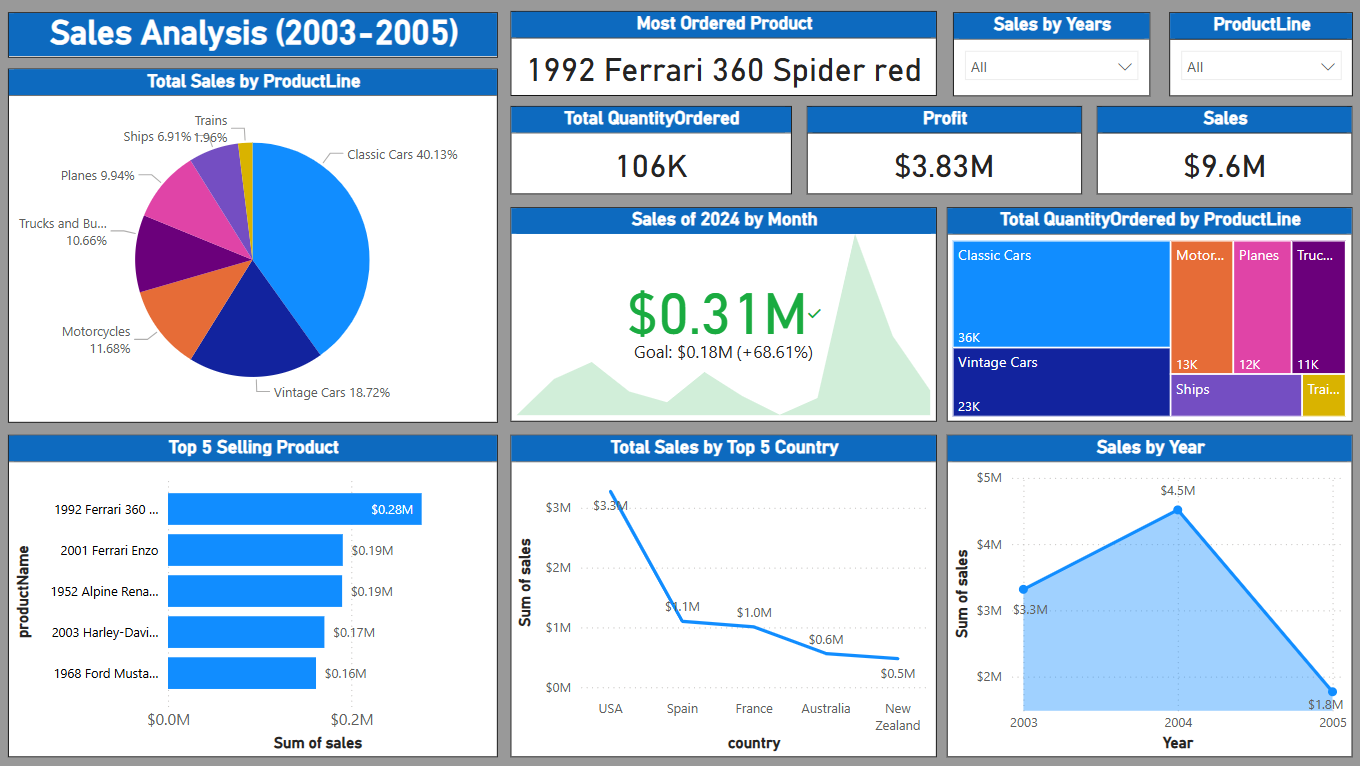 Sales Analysis (2003-2005)
Most Ordered Product
1992 Ferrari 360 Spider red
Sales by Years
All
ProductLine
All
Total Sales by ProductLine
Trains
1.96%
Ships 6.91%
Classic Cars 40.13%
Planes 9.94%
Trucks and Bu...
10.66%
Motorcycles
11.68%
Vintage Cars 18.72%
Total QuantityOrdered
106K
Profit
$3.83M
Sales
$9.6M
Sales of 2024 by Month
$0.31M
Goal: $0.18M (+68.61%)
Total QuantityOrdered by ProductLine
Classic Cars
36K
Vintage Cars
23K
Motor...
13K
Planes
12K
Truc...
11K
Ships
Trai...
Top 5 Selling Product
productName
1992 Ferrari 360 ...
$0.28M
2001 Ferrari Enzo
$0.19M
1952 Alpine Rena...
$0.19M
2003 Harley-Davi...
$0.17M
1968 Ford Musta...
$0.16M
$0.0M
$0.2M
Sum of sales
Total Sales by Top 5 Country
Sum of sales
$3M
$2M
$1M
$0M
$3.3M
$1.1M
$1.0M
$0.6M
$0.5M
USA
Spain
France
Australia
New
Zealand
country
Sales by Year
Sum of sales
$5M
$4M
$3M
$2M
$3.3M
$4.5M
$1.8M
2003
2004
2005
Year